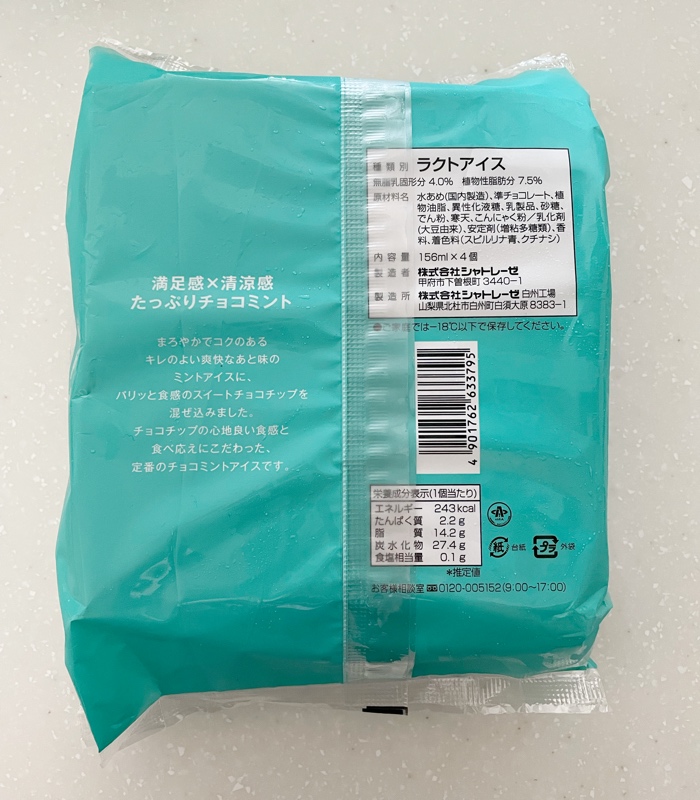 満足感×清涼感
たっぷりチョコミント
まろやかでコクのある
キレのよい爽快なあと味の
ミントアイスに、
パリッと食感のスイートチョコチップを
混ぜ込みました。
チョコチップの心地良い食感と
食べ応えにこだわった、
定番のチョコミントアイスです。
種類別 ラクトアイス
無脂乳固形分 4.0% 植物性脂肪分 7.5%
原材料名 水あめ(国内製造)、準チョコレート、植
物油脂、異性化液糖、乳製品、砂糖、
でん粉、寒天、こんにゃく粉/乳化剤
(大豆由来)、安定剤(増粘多糖類)、香
料、着色料(スピルリナ青、クチナシ)
内容量 156ml×4個
製造者 株式会社シャトレーゼ
甲府市下曽根町 3440-1
製造所 株式会社シャトレーゼ 白州工場
山梨県北杜市白州町白須大原 8383-1
●ご家庭では−18℃以下で保存してください。
4 901762 633795
栄養成分表示(1個当たり)
エネルギー 243kcal
たんぱく質 2.2g
脂質 14.2g
炭水化物 27.4g
食塩相当量 0.1g
*推定値
紙 台紙 プラ 外袋
お客様相談室 0120-005152(9:00〜17:00)